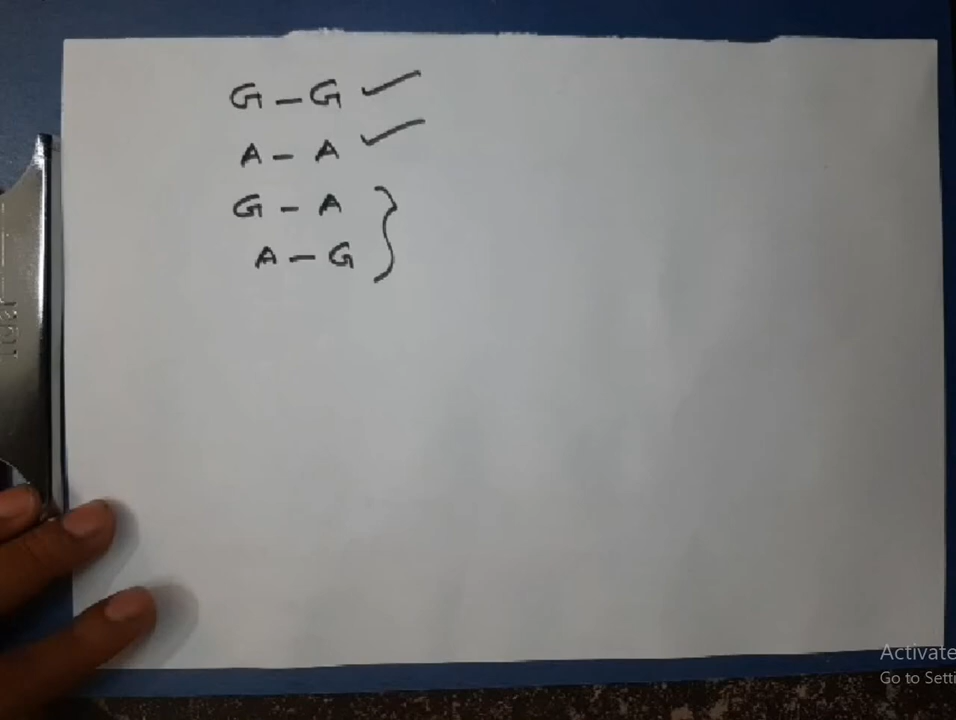 G - G ✓
A - A ✓
G - A
A - G
Activate
Go to Setti